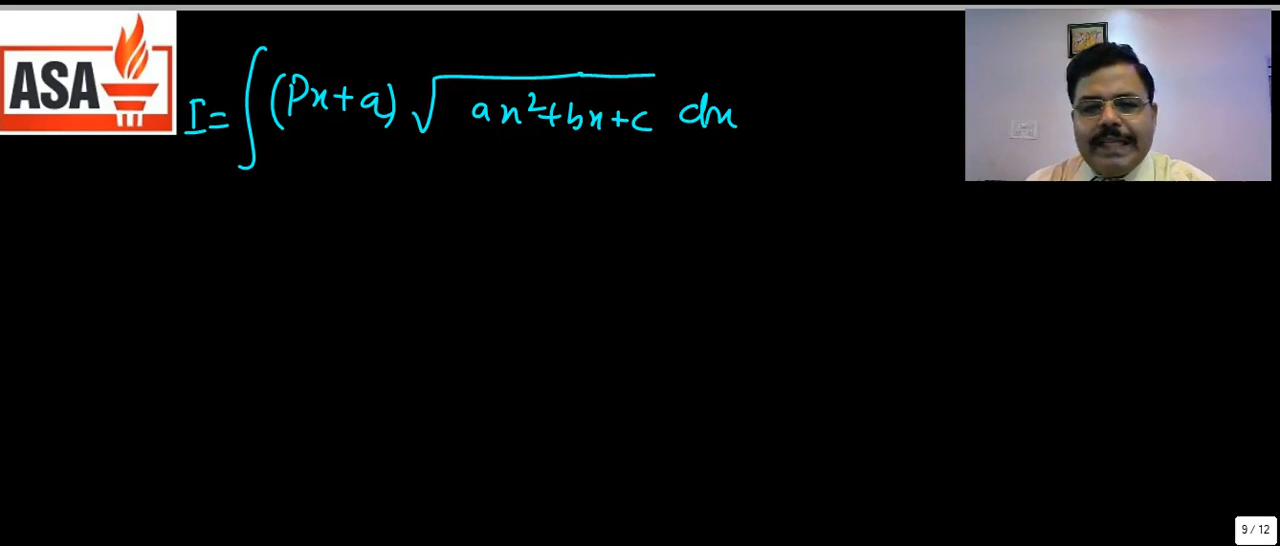 ASA
I = ∫ (Px + a) √(ax² + bx + c) dx
9 / 12